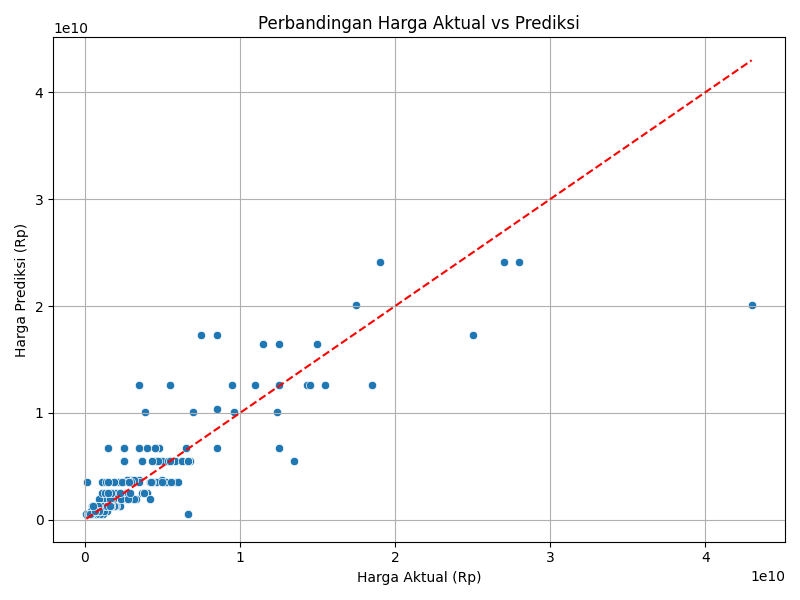 Perbandingan Harga Aktual vs Prediksi
1e10
4
3
2
1
0
Harga Prediksi (Rp)
0 1 2 3 4
1e10
Harga Aktual (Rp)